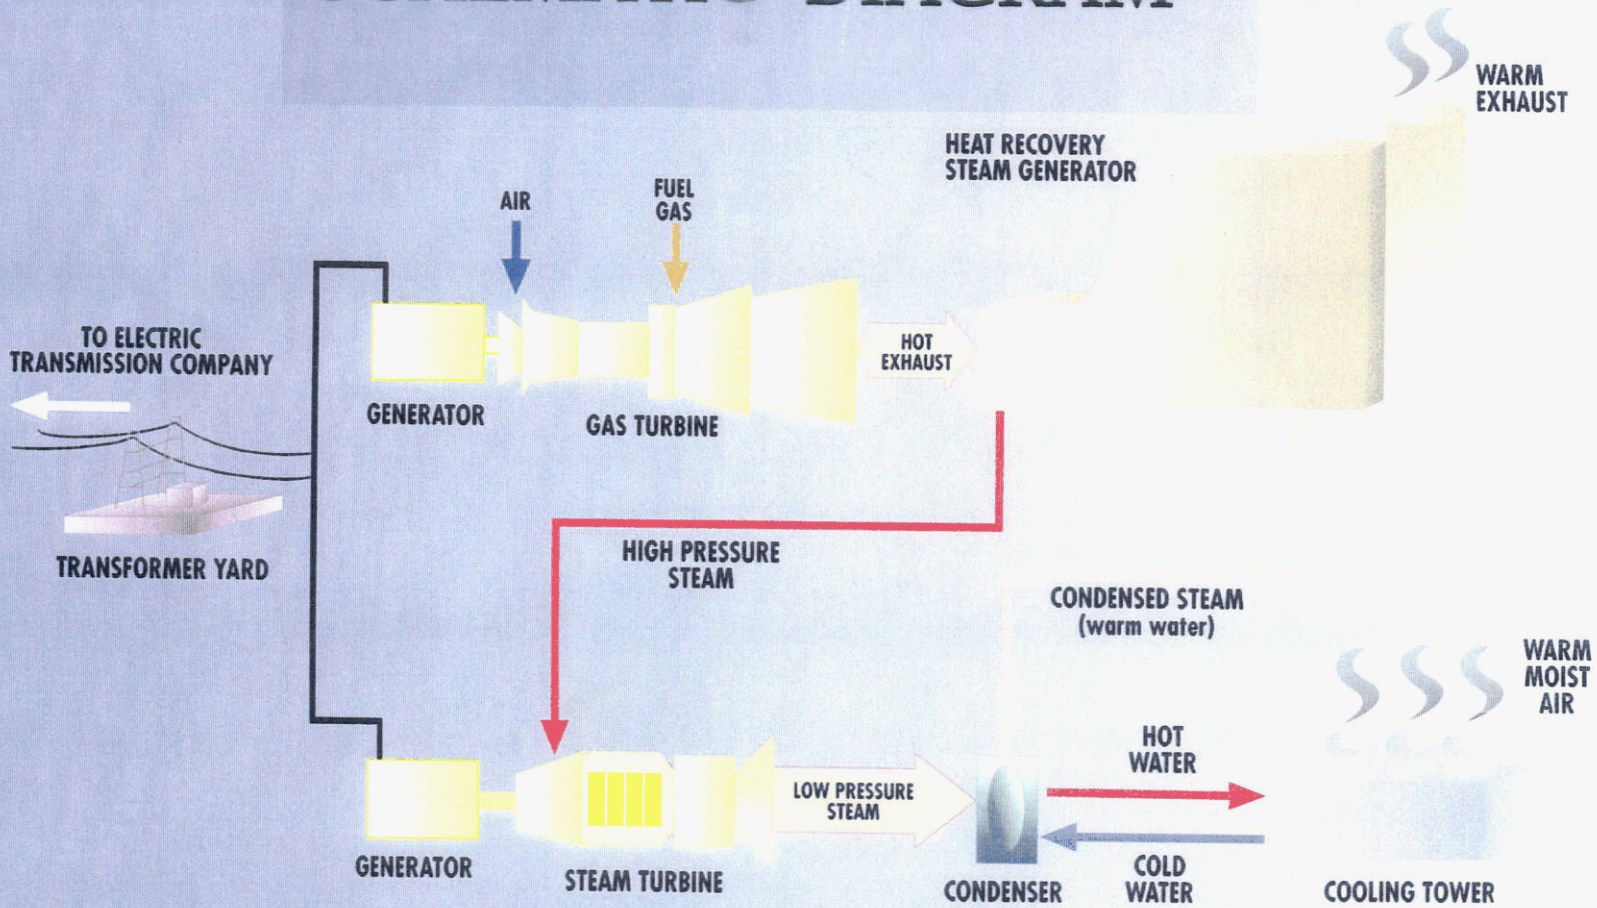 SCHEMATIC DIAGRAM
WARM
EXHAUST
HEAT RECOVERY
STEAM GENERATOR
AIR
FUEL
GAS
TO ELECTRIC
TRANSMISSION COMPANY
HOT
EXHAUST
GENERATOR
GAS TURBINE
TRANSFORMER YARD
HIGH PRESSURE
STEAM
CONDENSED STEAM
(warm water)
WARM
MOIST
AIR
HOT
WATER
LOW PRESSURE
STEAM
GENERATOR
STEAM TURBINE
CONDENSER
COLD
WATER
COOLING TOWER